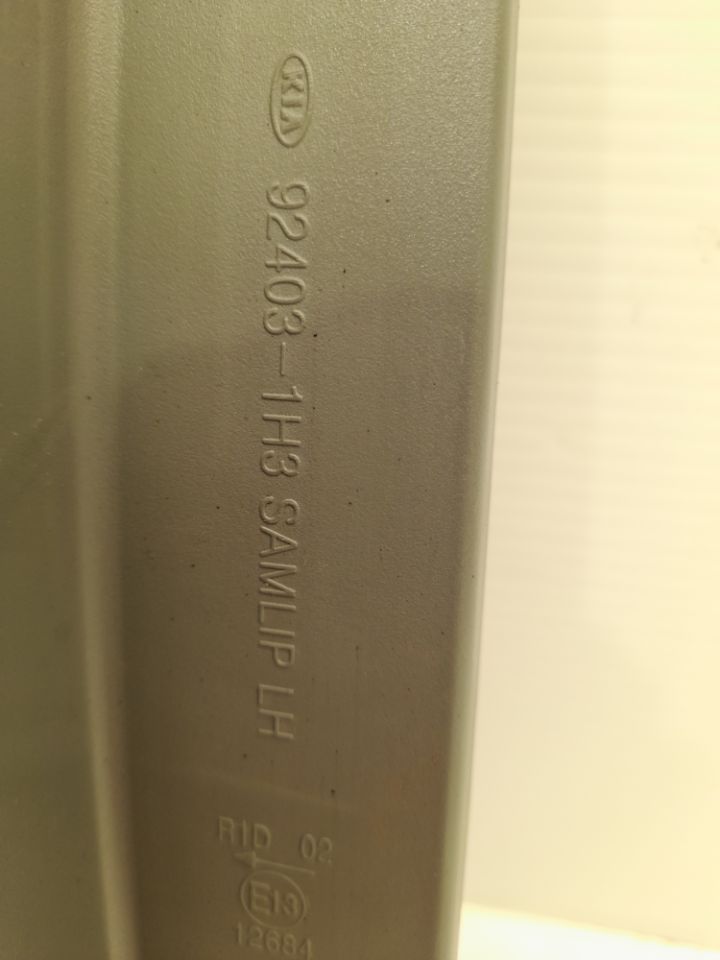 KIA 92403-1H3 SAMLIP LH
R1D 02
E13
12684